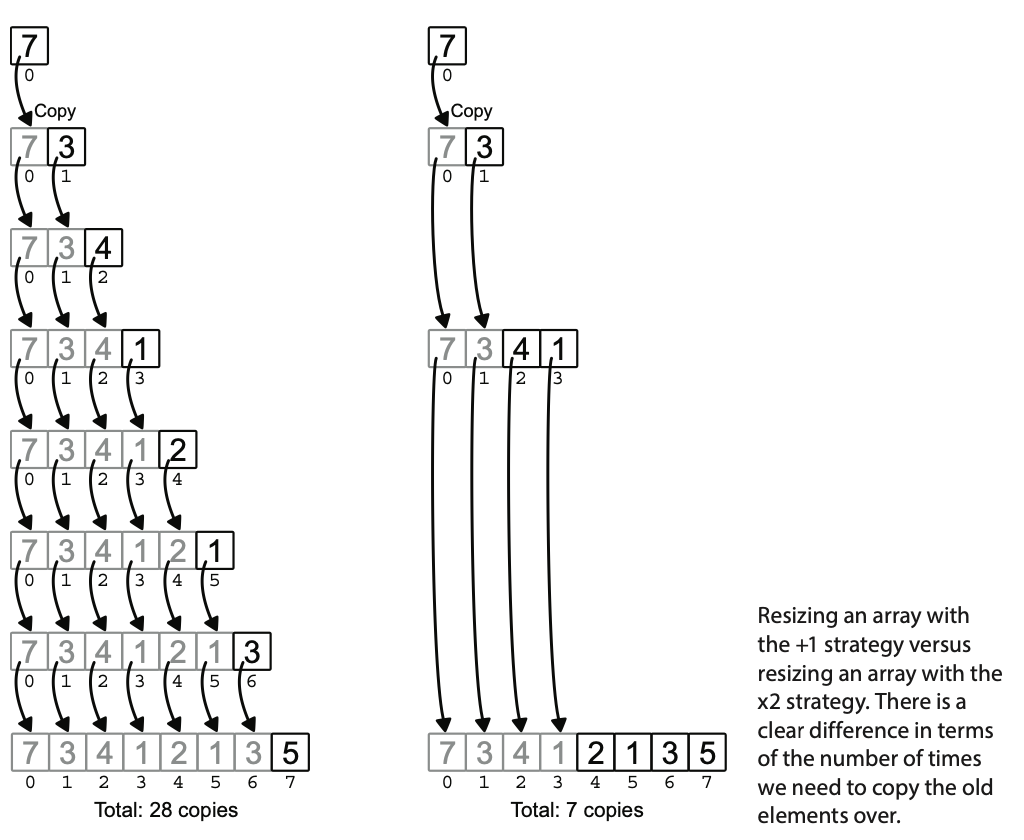 7
0
Copy
7 3
0 1
7 3 4
0 1 2
7 3 4 1
0 1 2 3
7 3 4 1 2
0 1 2 3 4
7 3 4 1 2 1
0 1 2 3 4 5
7 3 4 1 2 1 3
0 1 2 3 4 5 6
7 3 4 1 2 1 3 5
0 1 2 3 4 5 6 7
Total: 28 copies
7
0
Copy
7 3
0 1
7 3 4 1
0 1 2 3
7 3 4 1 2 1 3 5
0 1 2 3 4 5 6 7
Total: 7 copies
Resizing an array with
the +1 strategy versus
resizing an array with the
x2 strategy. There is a
clear difference in terms
of the number of times
we need to copy the old
elements over.